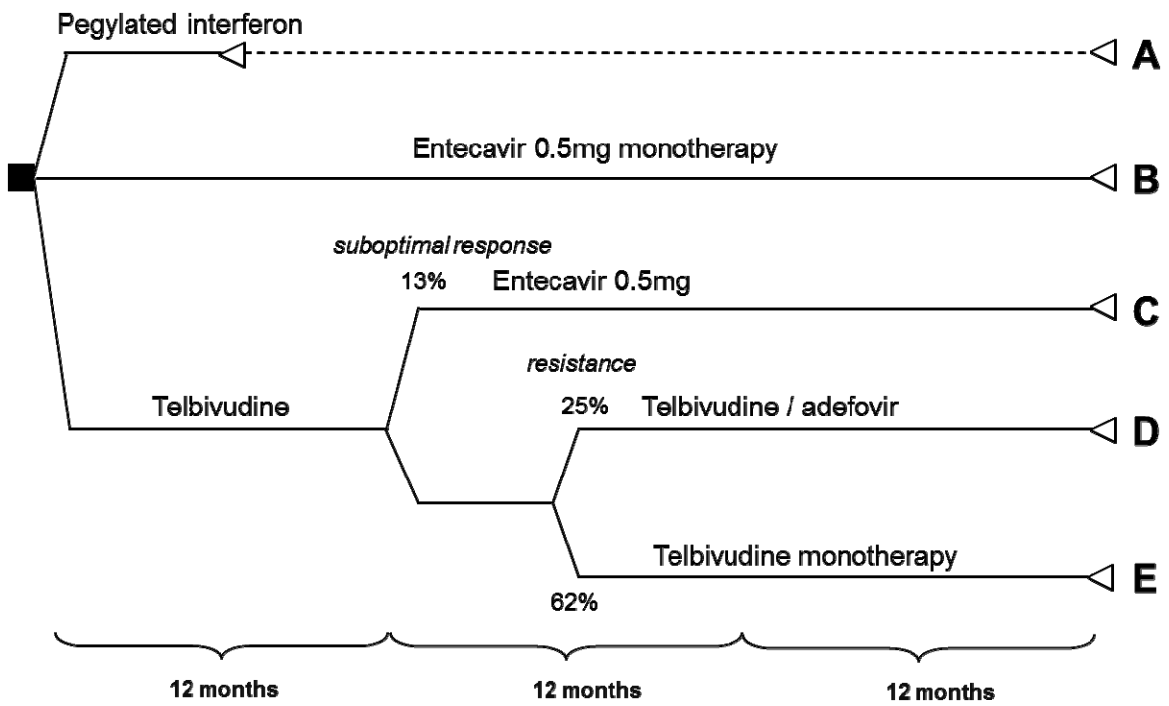 Pegylated interferon
A
Entecavir 0.5mg monotherapy
B
suboptimal response
13% Entecavir 0.5mg
C
resistance
Telbivudine 25% Telbivudine / adefovir
D
Telbivudine monotherapy
E
62%
12 months 12 months 12 months